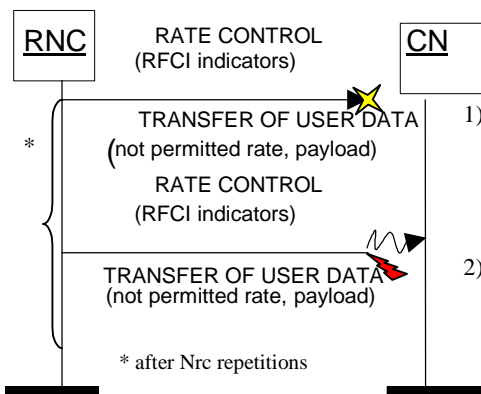 RNC
CN
RATE CONTROL
(RFCI indicators)
1)
TRANSFER OF USER DATA
*
(not permitted rate, payload)
RATE CONTROL
(RFCI indicators)
2)
TRANSFER OF USER DATA
(not permitted rate, payload)
* after Nrc repetitions